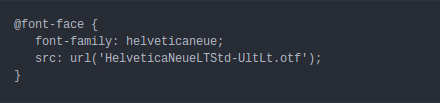 @font-face {
   font-family: helveticaneue;
   src: url('HelveticaNeueLTStd-UltLt.otf');
}